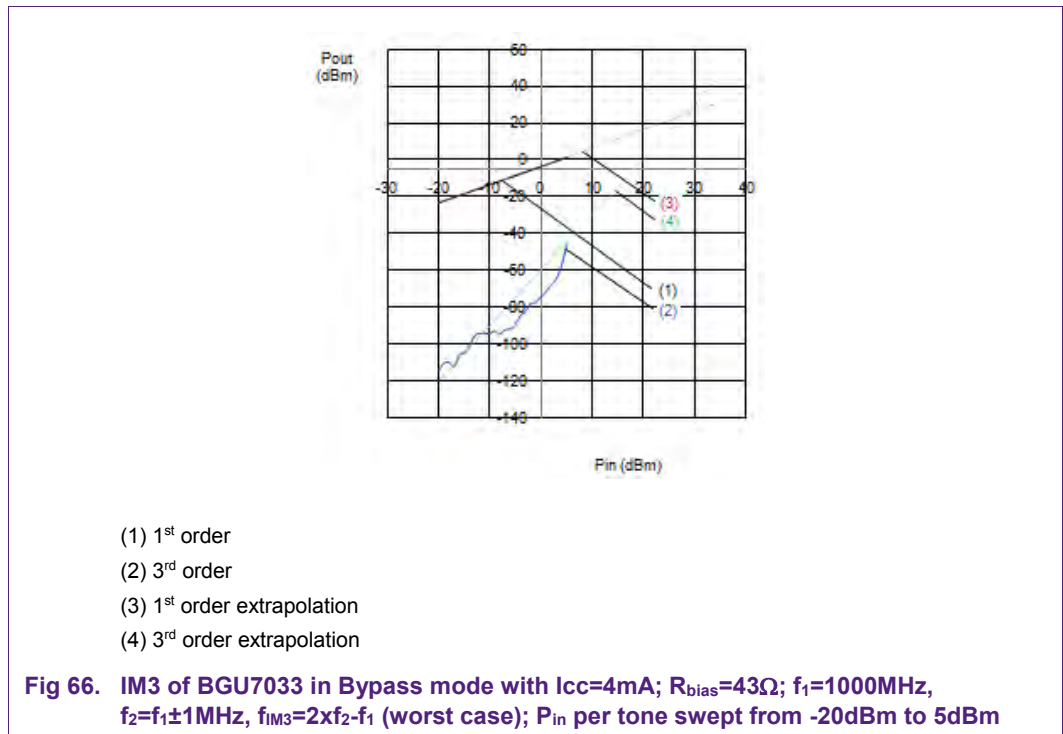 Pout
(dBm)
60
40
20
0
-30 -20 -10 0 10 20 30 40
-20
-40
-60
-80
-100
-120
-140
(3)
(4)
(1)
(2)
Pin (dBm)
(1) 1st order
(2) 3rd order
(3) 1st order extrapolation
(4) 3rd order extrapolation
Fig 66. IM3 of BGU7033 in Bypass mode with Icc=4mA; Rbias=43Ω; f1=1000MHz,
f2=f1±1MHz, fIM3=2xf2-f1 (worst case); Pin per tone swept from -20dBm to 5dBm